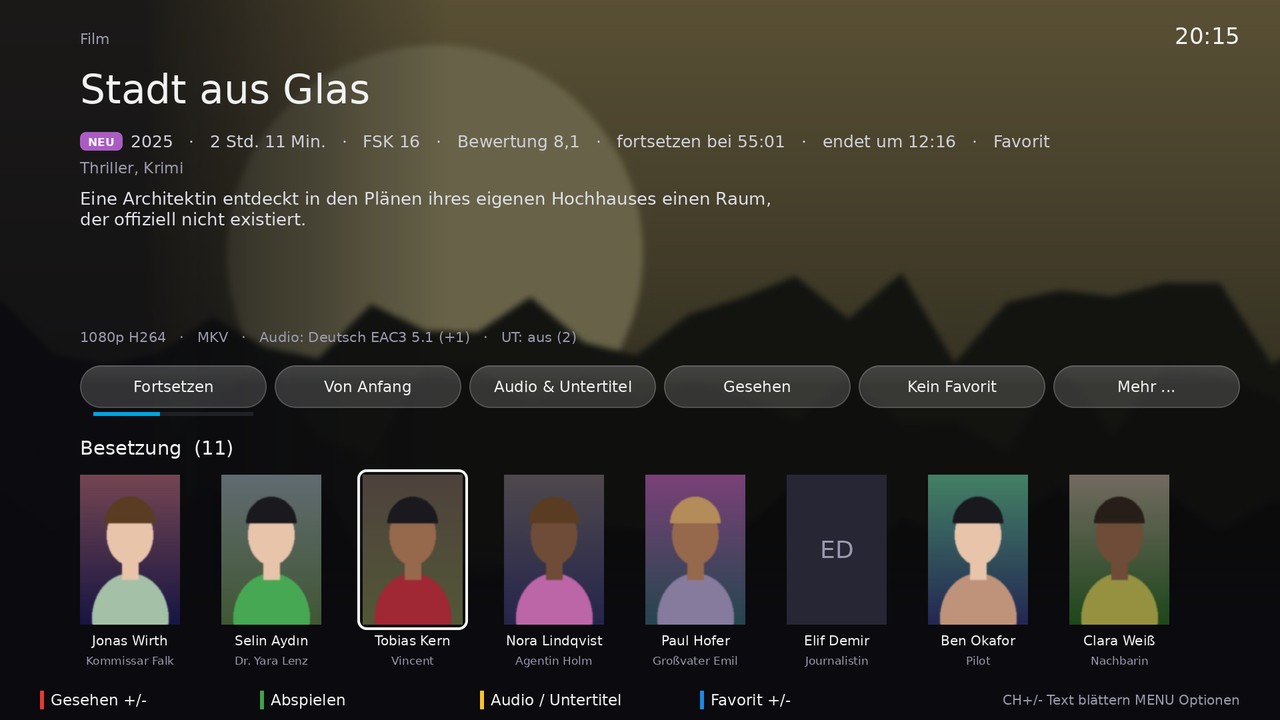 Film
20:15
Stadt aus Glas
NEU 2025 · 2 Std. 11 Min. · FSK 16 · Bewertung 8,1 · fortsetzen bei 55:01 · endet um 12:16 · Favorit
Thriller, Krimi
Eine Architektin entdeckt in den Plänen ihres eigenen Hochhauses einen Raum,
der offiziell nicht existiert.
1080p H264 · MKV · Audio: Deutsch EAC3 5.1 (+1) · UT: aus (2)
Fortsetzen Von Anfang Audio & Untertitel Gesehen Kein Favorit Mehr ...
Besetzung (11)
ED
Jonas Wirth Selin Aydın Tobias Kern Nora Lindqvist Paul Hofer Elif Demir Ben Okafor Clara Weiß
Kommissar Falk Dr. Yara Lenz Vincent Agentin Holm Großvater Emil Journalistin Pilot Nachbarin
Gesehen +/- Abspielen Audio / Untertitel Favorit +/- CH+/- Text blättern MENU Optionen